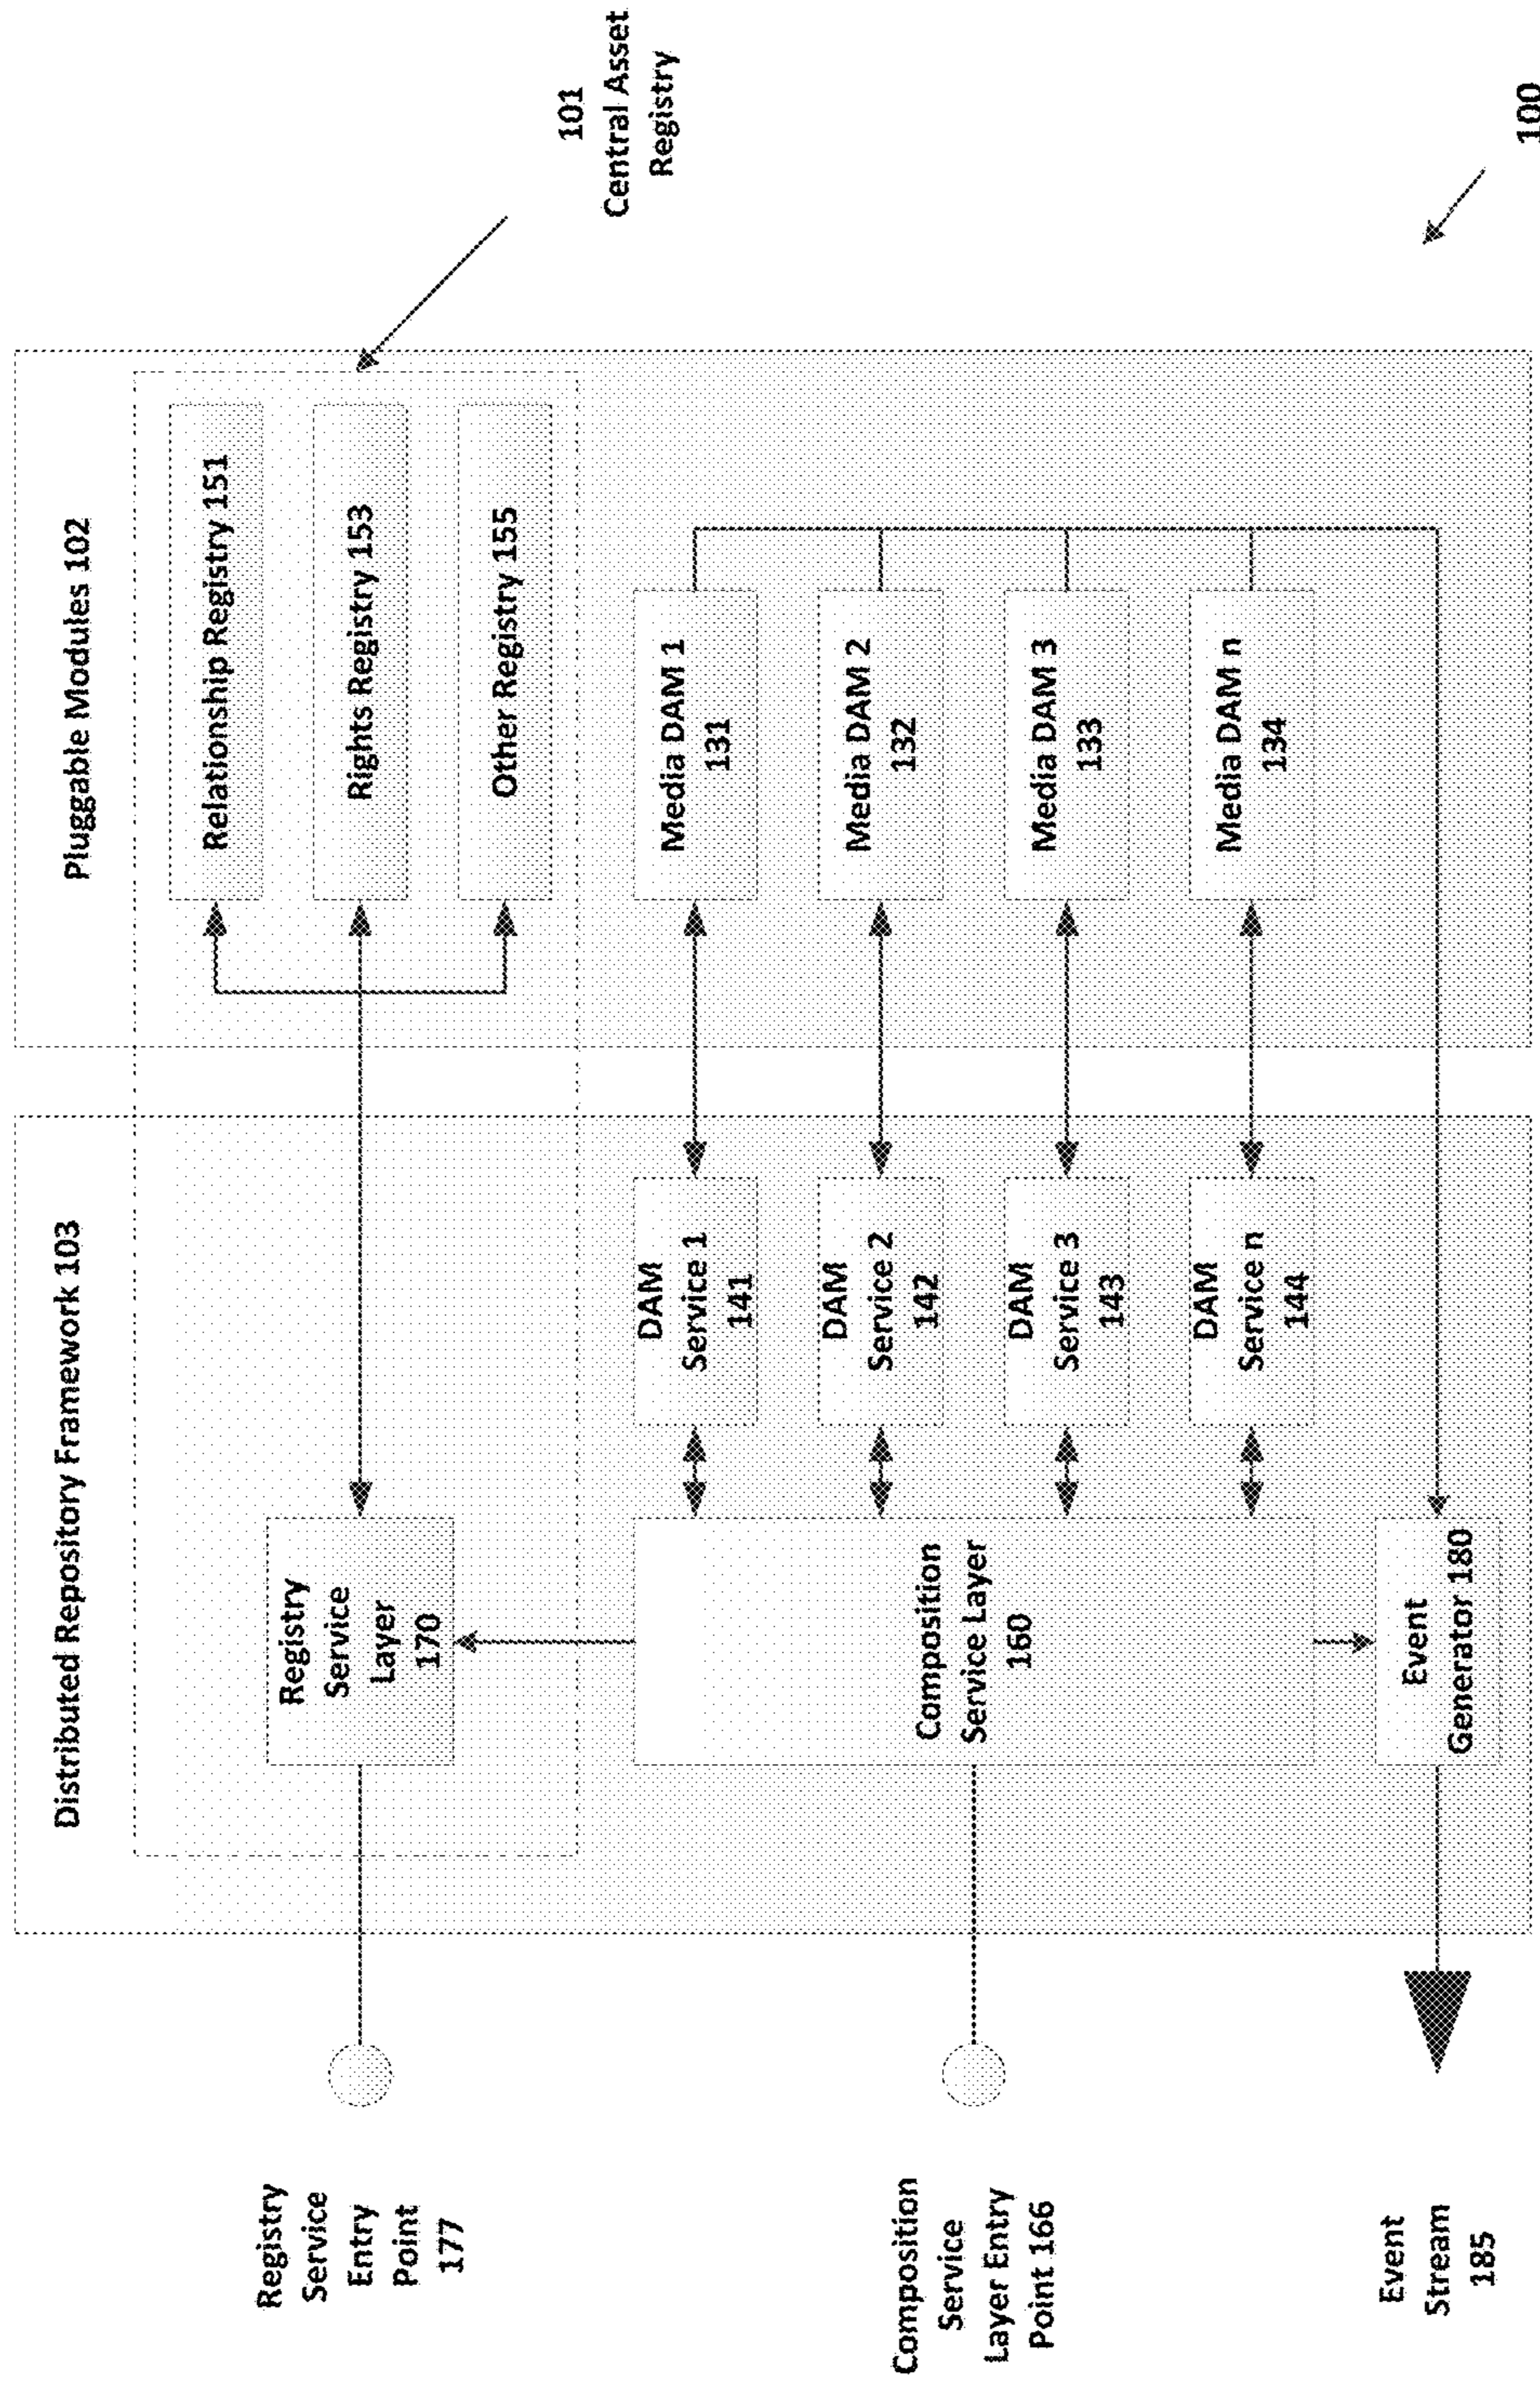 Distributed Repository Framework 103
Pluggable Modules 102
Registry
Service
Entry
Point
177
Registry
Service
Layer
170
Relationship Registry 151
Rights Registry 153
Other Registry 155
101
Central Asset
Registry
Composition
Service
Layer Entry
Point 166
Composition
Service Layer
160
DAM
Service 1
141
Media DAM 1
131
DAM
Service 2
142
Media DAM 2
132
DAM
Service 3
143
Media DAM 3
133
DAM
Service n
144
Media DAM n
134
Event
Stream
185
Event
Generator 180
100